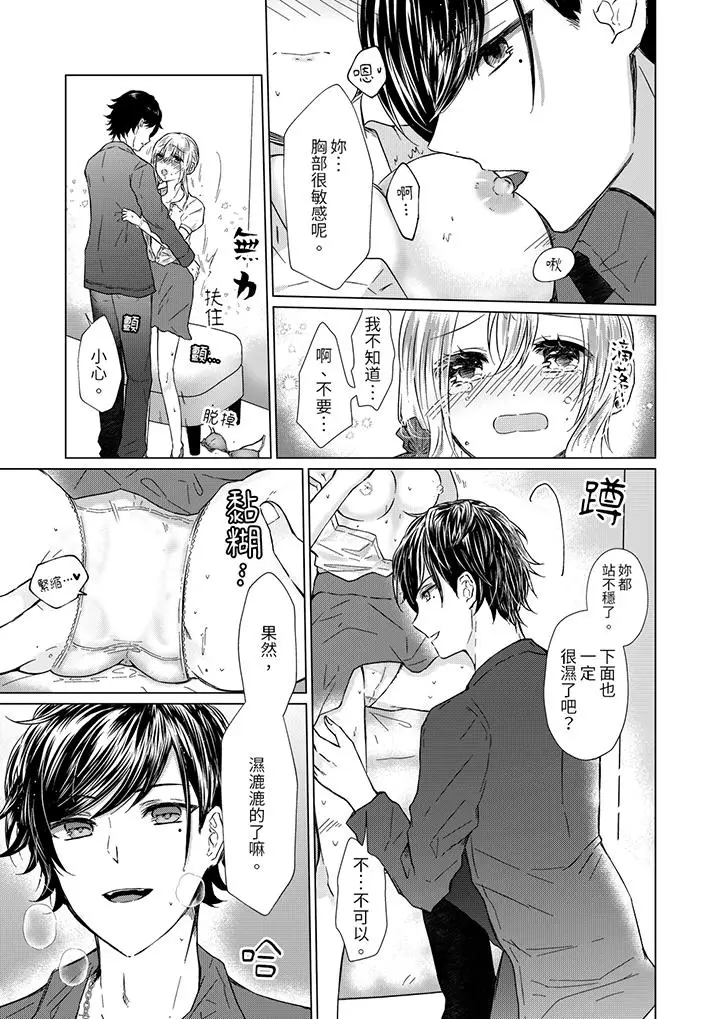 嗯♥
妳…
胸部很敏感呢。
啊…
啾
無力
扶住
顫
顫…
小心。
脫掉
滴落
我不知道…
啊、不要…
蹲
妳都
站不穩了。
下面也
一定
很濕了吧？
不…不可以。
黏糊…
緊縮…♥
果然，
濕漉漉的了嘛。
哈